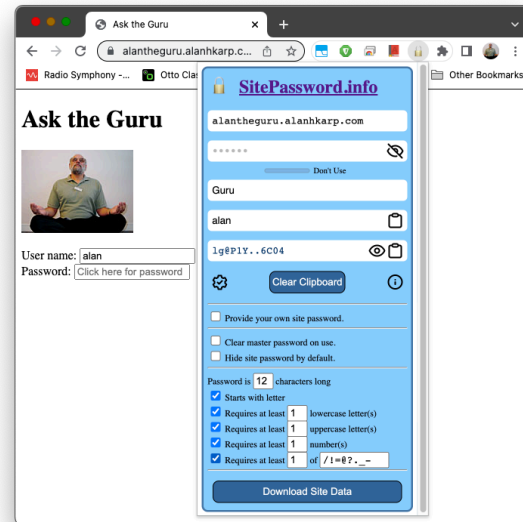 Ask the Guru
alantheguru.alanhkarp.c...
Radio Symphony -...
Otto Clas
Other Bookmarks
Ask the Guru
User name: alan
Password: Click here for password
SitePassword.info
alantheguru.alanhkarp.com
Don't Use
Guru
alan
lg@P1Y..6C04
Clear Clipboard
Provide your own site password.
Clear master password on use.
Hide site password by default.
Password is 12 characters long
Starts with letter
Requires at least 1 lowercase letter(s)
Requires at least 1 uppercase letter(s)
Requires at least 1 number(s)
Requires at least 1 of /!=@?._-
Download Site Data